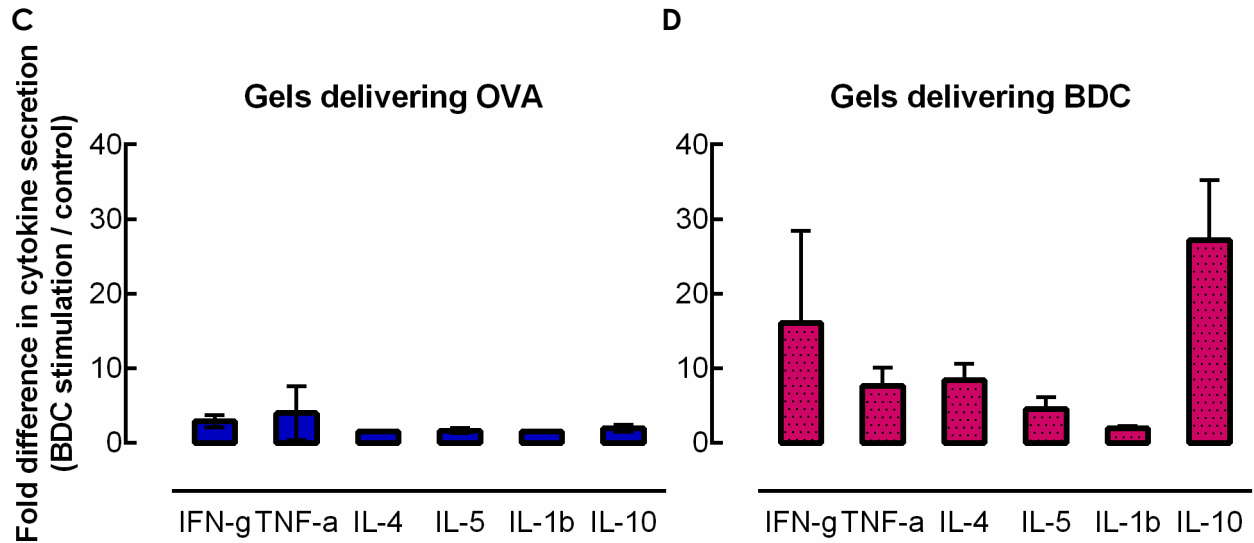 C
D
Fold difference in cytokine secretion
(BDC stimulation / control)
Gels delivering OVA
40
30
20
10
0
IFN-g TNF-a IL-4 IL-5 IL-1b IL-10
Gels delivering BDC
40
30
20
10
0
IFN-g TNF-a IL-4 IL-5 IL-1b IL-10